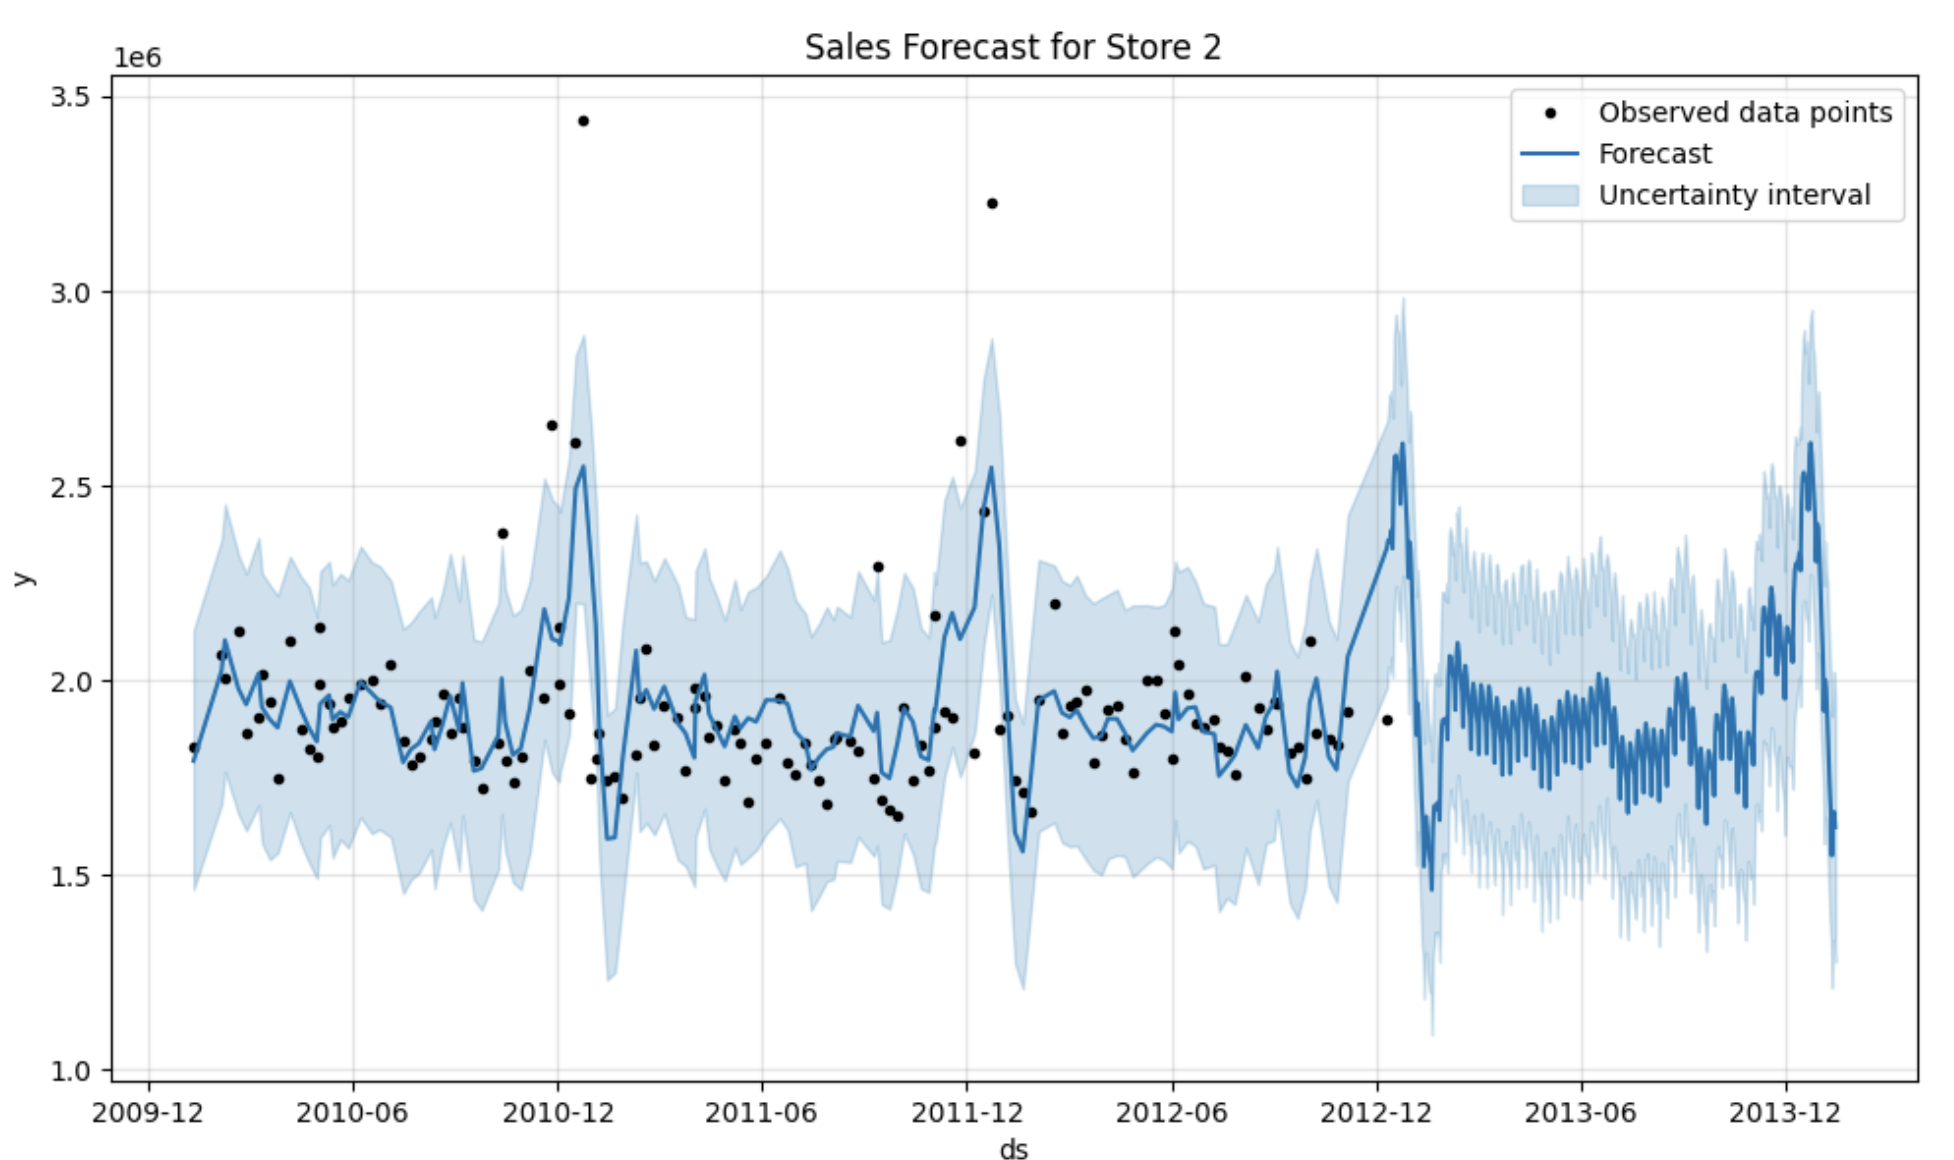 Sales Forecast for Store 2
1e6
3.5
3.0
2.5
2.0
1.5
1.0
y
Observed data points
Forecast
Uncertainty interval
2009-12 2010-06 2010-12 2011-06 2011-12 2012-06 2012-12 2013-06 2013-12
ds